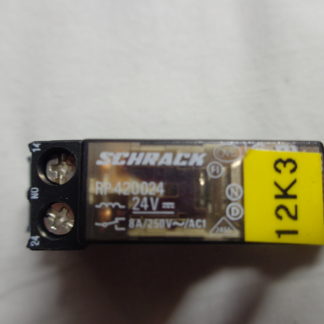 SCHRACK
RP420024
24V
8A/250V~/AC1
14
NO
24
12K3
N
D